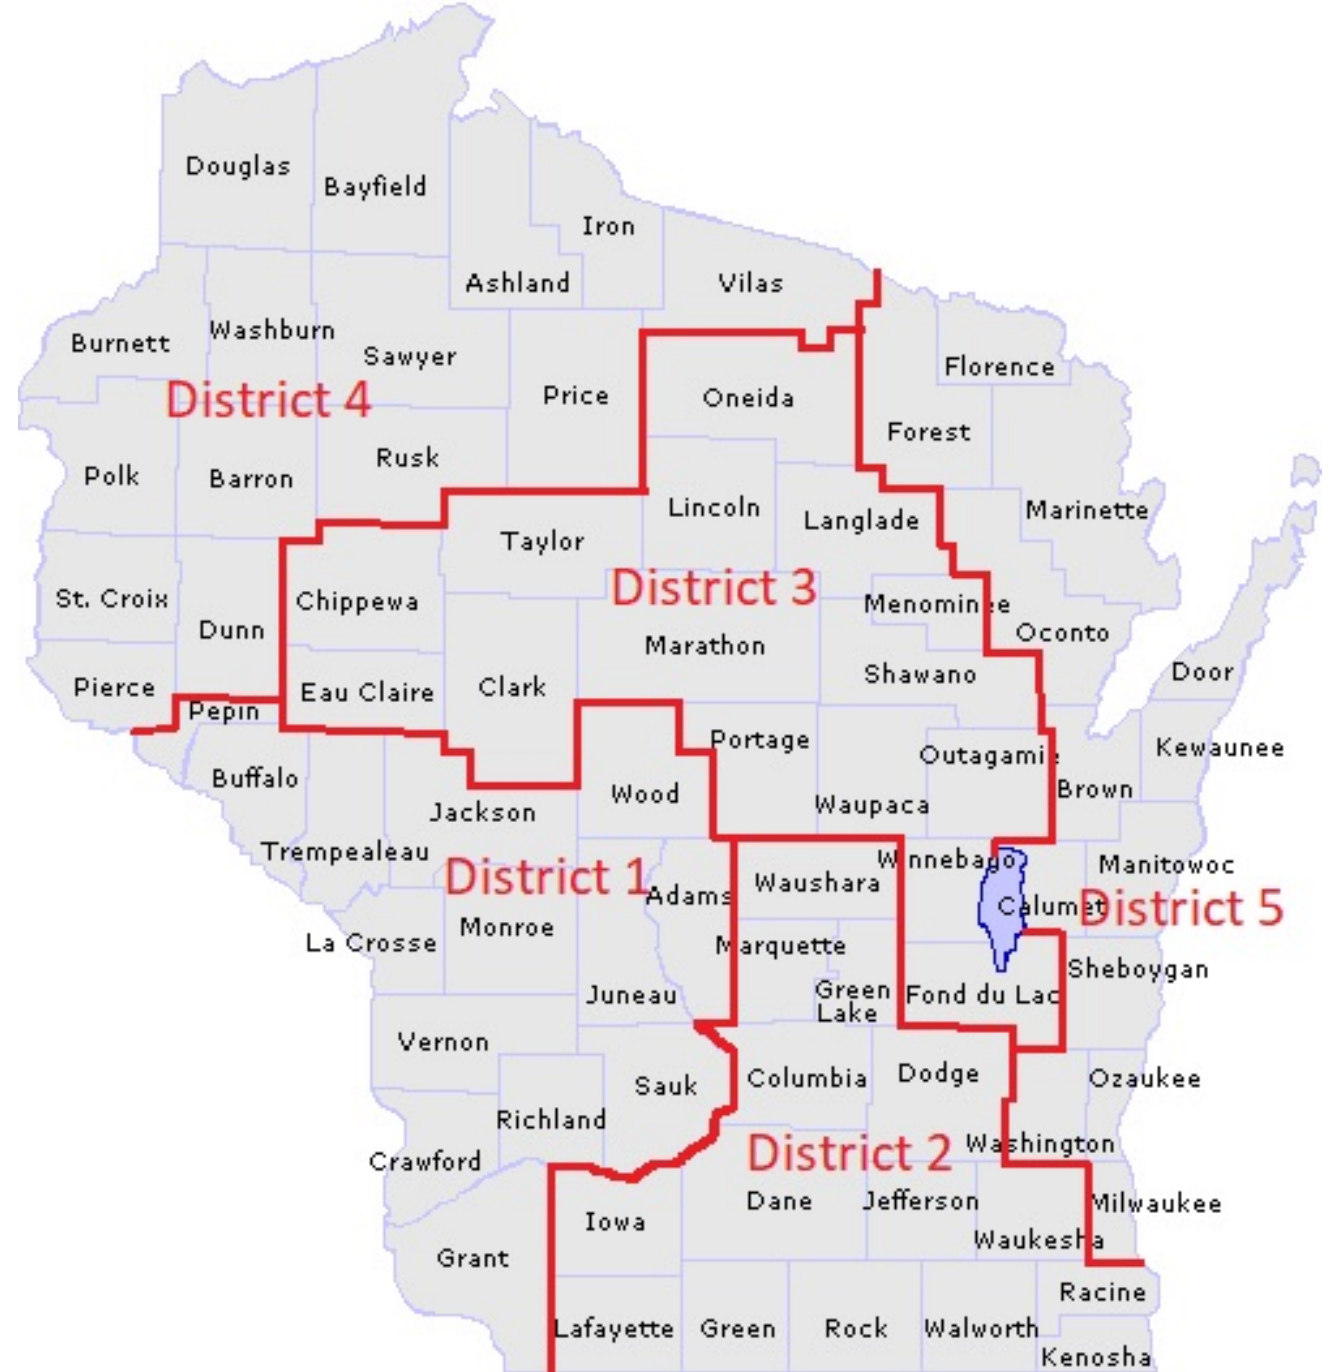 Douglas
Bayfield
Iron
Ashland
Vilas
Burnett
Washburn
Sawyer
Florence
District 4
Price
Oneida
Forest
Polk
Barron
Rusk
Lincoln
Langlade
Marinette
Taylor
St. Croix
Chippewa
District 3
Menominee
Dunn
Marathon
Oconto
Pierce
Eau Claire
Clark
Shawano
Door
Pepin
Portage
Outagamie
Kewaunee
Buffalo
Wood
Brown
Jackson
Waupaca
Trempealeau
Winnebago
Manitowoc
District 1
Adams
Waushara
Calumet
District 5
La Crosse
Monroe
Marquette
Sheboygan
Juneau
Green
Lake
Fond du Lac
Vernon
Sauk
Columbia
Dodge
Ozaukee
Richland
Crawford
District 2
Washington
Iowa
Dane
Jefferson
Milwaukee
Grant
Waukesha
Racine
Lafayette
Green
Rock
Walworth
Kenosha